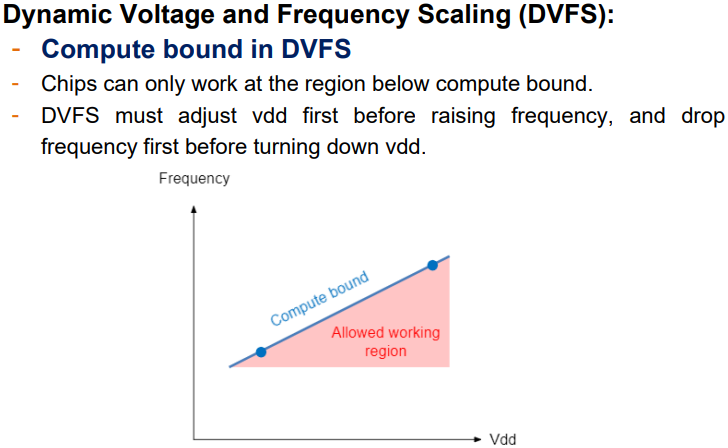 Dynamic Voltage and Frequency Scaling (DVFS):
- Compute bound in DVFS
- Chips can only work at the region below compute bound.
- DVFS must adjust vdd first before raising frequency, and drop
frequency first before turning down vdd.
Frequency
Compute bound
Allowed working
region
Vdd